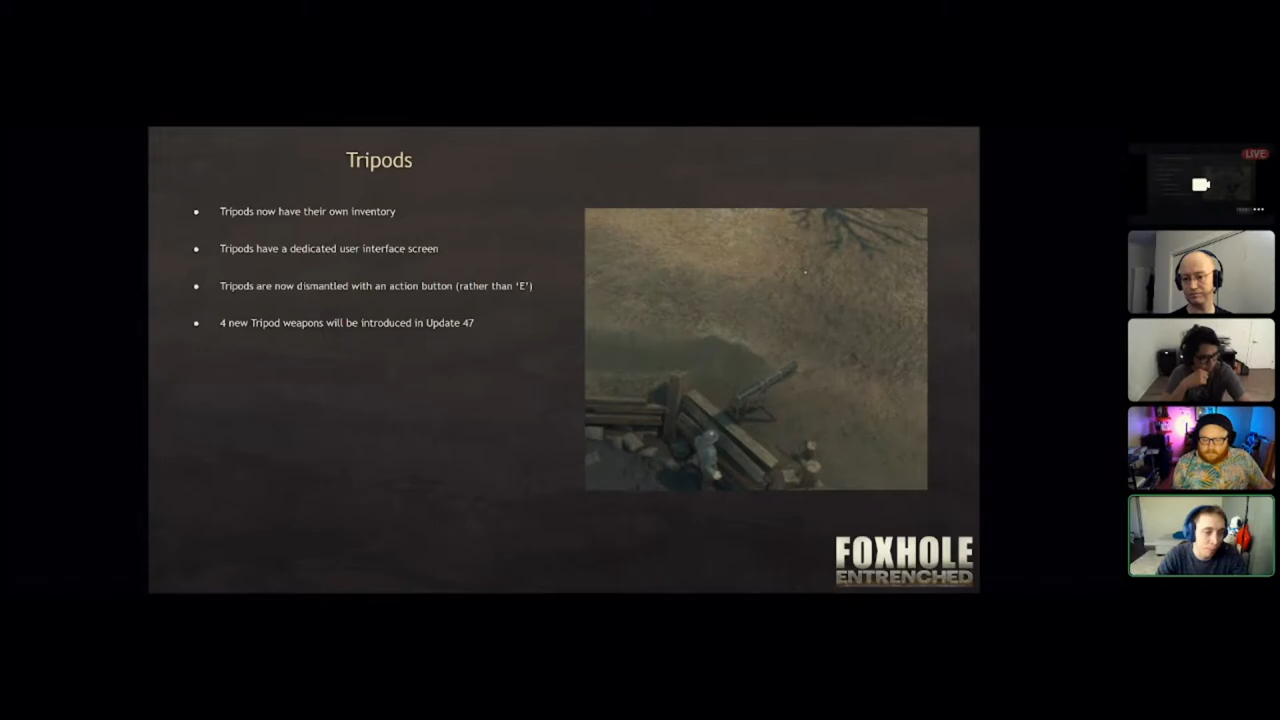 LIVE
Tripods
Tripods now have their own inventory
Tripods have a dedicated user interface screen
Tripods are now dismantled with an action button (rather than ‘E’)
4 new Tripod weapons will be introduced in Update 47
FOXHOLE
ENTRENCHED